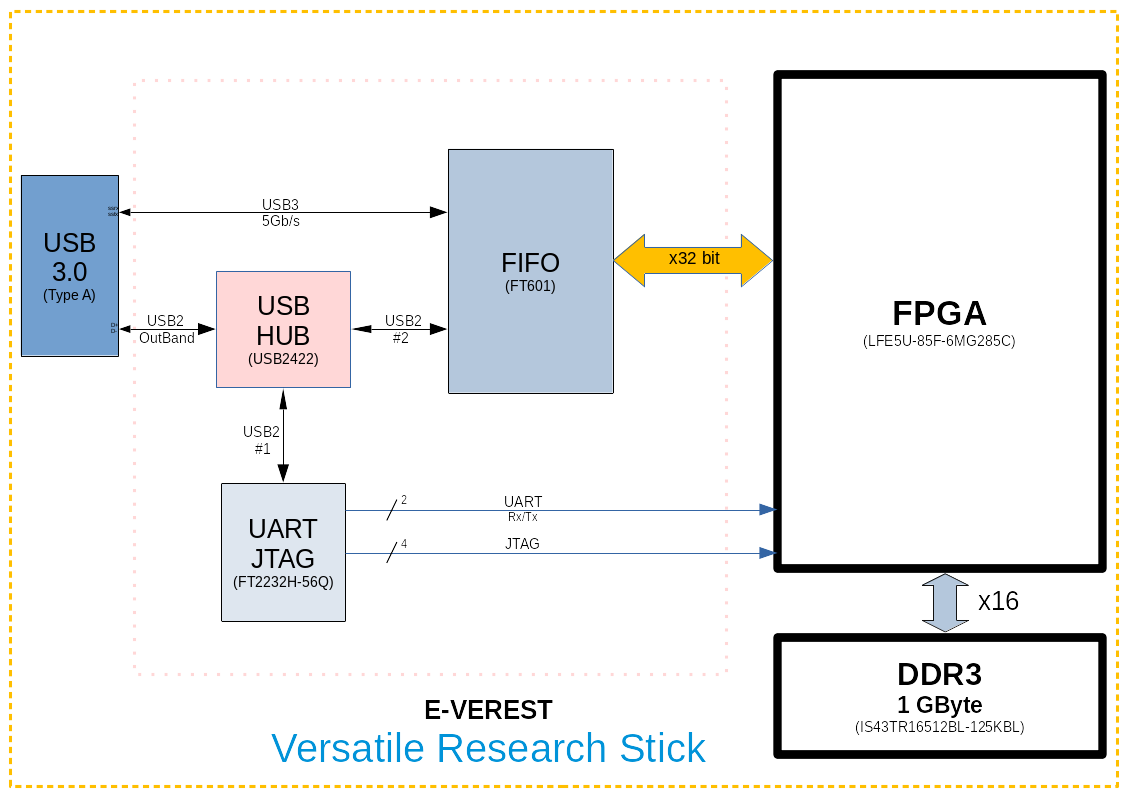 USB3
5Gb/s
USB
3.0
(Type A)
FIFO
(FT601)
x32 bit
FPGA
(LFE5U-85F-6MG285C)
USB2
OutBand
USB
HUB
(USB2422)
USB2
#2
USB2
#1
UART
JTAG
(FT2232H-56Q)
2
UART
Rx/Tx
4
JTAG
x16
DDR3
1 GByte
(IS43TR16512BL-125KBL)
E-VEREST
Versatile Research Stick